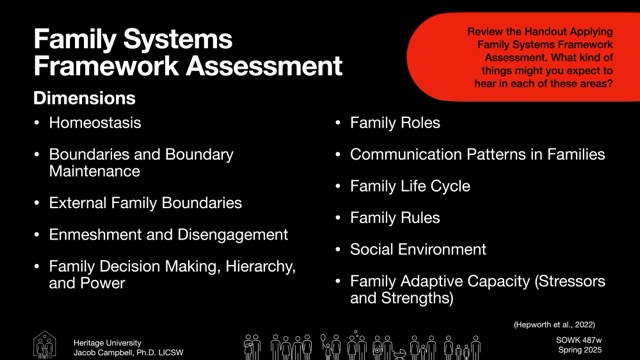 Family Systems
Framework Assessment
Review the Handout Applying
Family Systems Framework
Assessment. What kind of
things might you expect to
hear in each of these areas?
Dimensions
• Homeostasis
• Boundaries and Boundary
Maintenance
• External Family Boundaries
• Enmeshment and Disengagement
• Family Decision Making, Hierarchy,
and Power
• Family Roles
• Communication Patterns in Families
• Family Life Cycle
• Family Rules
• Social Environment
• Family Adaptive Capacity (Stressors
and Strengths)
(Hepworth et al., 2022)
Heritage University
Jacob Campbell, Ph.D. LICSW
SOWK 487w
Spring 2025